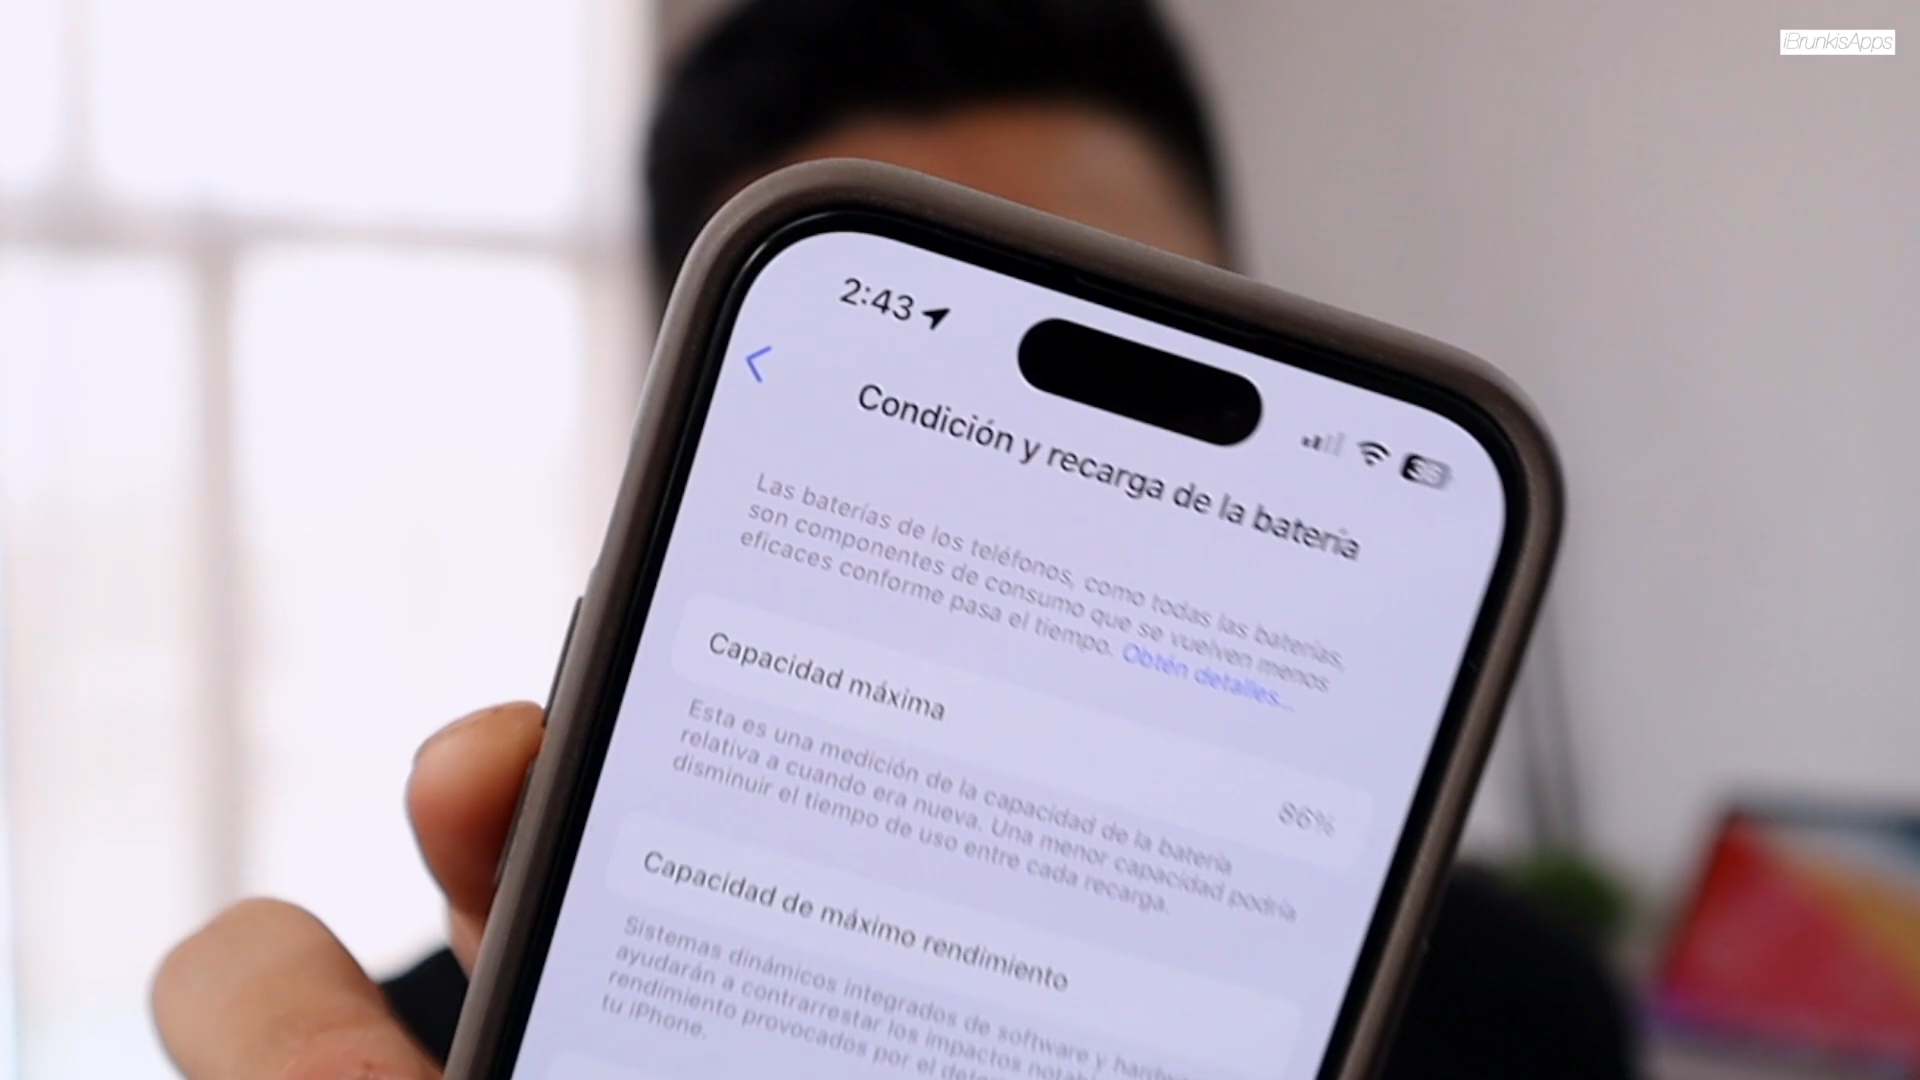 iBrunkisApps
2:43
Condición y recarga de la batería
Las baterías de los teléfonos, como todas las baterías,
son componentes de consumo que se vuelven menos
eficaces conforme pasa el tiempo. Obtén detalles...
Capacidad máxima
86%
Esta es una medición de la capacidad de la batería
relativa a cuando era nueva. Una menor capacidad podría
disminuir el tiempo de uso entre cada recarga.
Capacidad de máximo rendimiento
Sistemas dinámicos integrados de software y
ayudarán a contrarrestar los impactos
rendimiento provocados por el
tu iPhone.